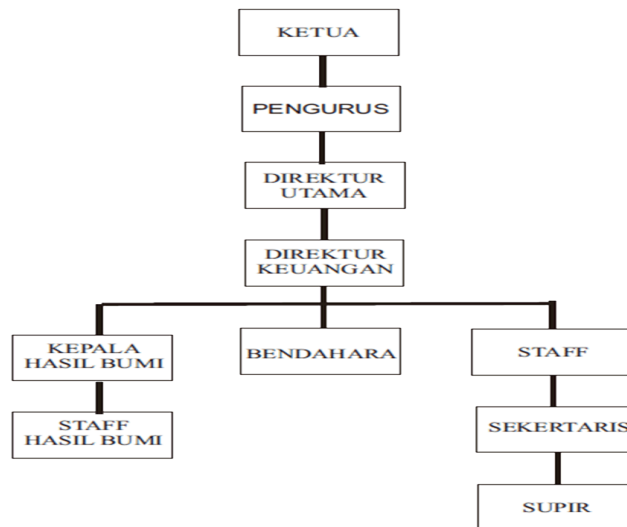 KETUA
PENGURUS
DIREKTUR
UTAMA
DIREKTUR
KEUANGAN
KEPALA
HASIL BUMI
BENDAHARA
STAFF
STAFF
HASIL BUMI
SEKERTARIS
SUPIR